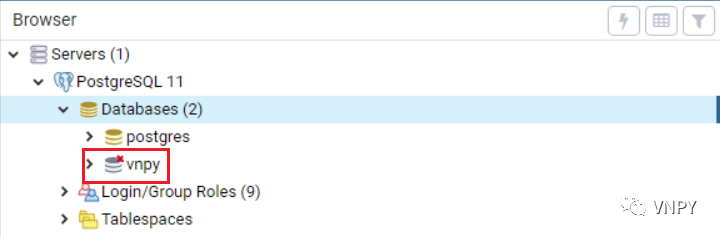 Browser
Servers (1)
PostgreSQL 11
Databases (2)
postgres
vnpy
Login/Group Roles (9)
Tablespaces
VNPY